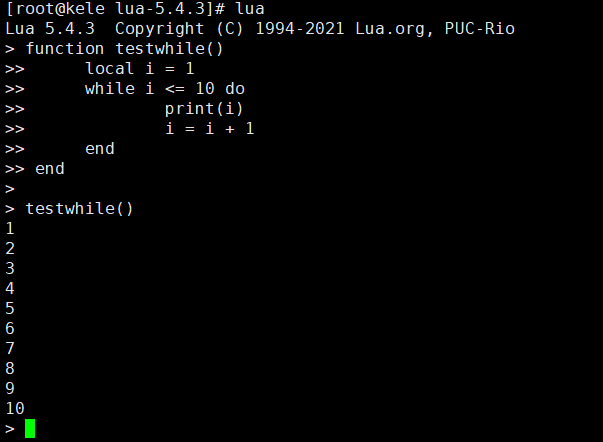 [root@kele lua-5.4.3]# lua
Lua 5.4.3  Copyright (C) 1994-2021 Lua.org, PUC-Rio
> function testwhile()
>>      local i = 1
>>      while i <= 10 do
>>              print(i)
>>              i = i + 1
>>      end
>> end
>
> testwhile()
1
2
3
4
5
6
7
8
9
10
>